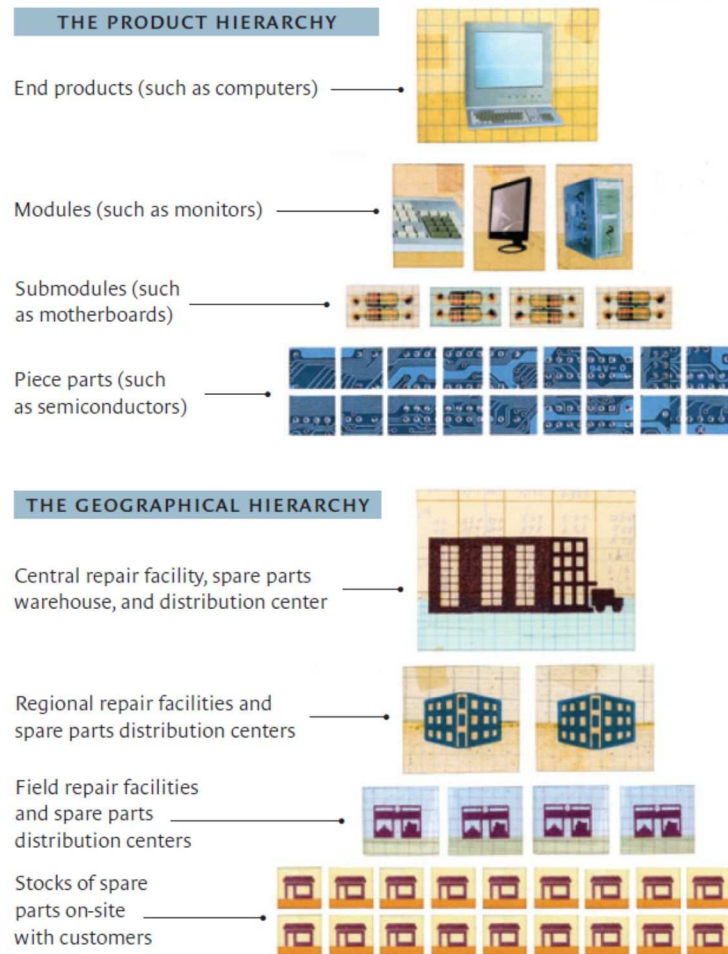 THE PRODUCT HIERARCHY
End products (such as computers)
Modules (such as monitors)
Submodules (such
as motherboards)
Piece parts (such
as semiconductors)
THE GEOGRAPHICAL HIERARCHY
Central repair facility, spare parts
warehouse, and distribution center
Regional repair facilities and
spare parts distribution centers
Field repair facilities
and spare parts
distribution centers
Stocks of spare
parts on-site
with customers